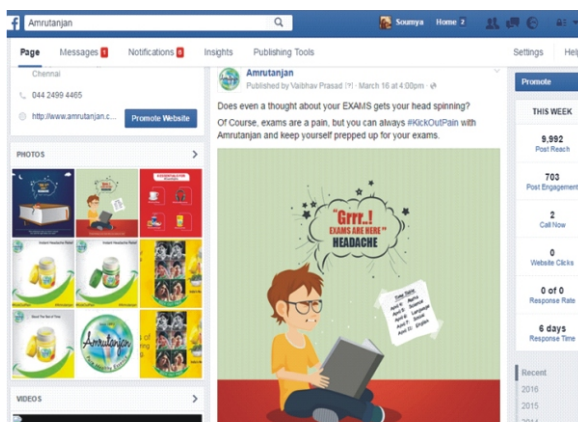 Amrutanjan
Soumya Home 2
Page Messages Notifications Insights Publishing Tools Settings
Chennai
044 2499 4465
http://www.amrutanjan.c...
Promote Website
PHOTOS
HEADACHE
Amrutanjan
VIDEOS
Amrutanjan
Published by Vaibhav Prasad [?] · March 16 at 4:00pm ·
Does even a thought about your EXAMS gets your head spinning?
Of Course, exams are a pain, but you can always #KickOutPain with
Amrutanjan and keep yourself prepped up for your exams.
"Grrr..!
EXAMS ARE HERE"
HEADACHE
Promote
THIS WEEK
9,992
Post Reach
703
Post Engagement
2
Call Now
0
Website Clicks
0 of 0
Response Rate
6 days
Response Time
Recent
2016
2015